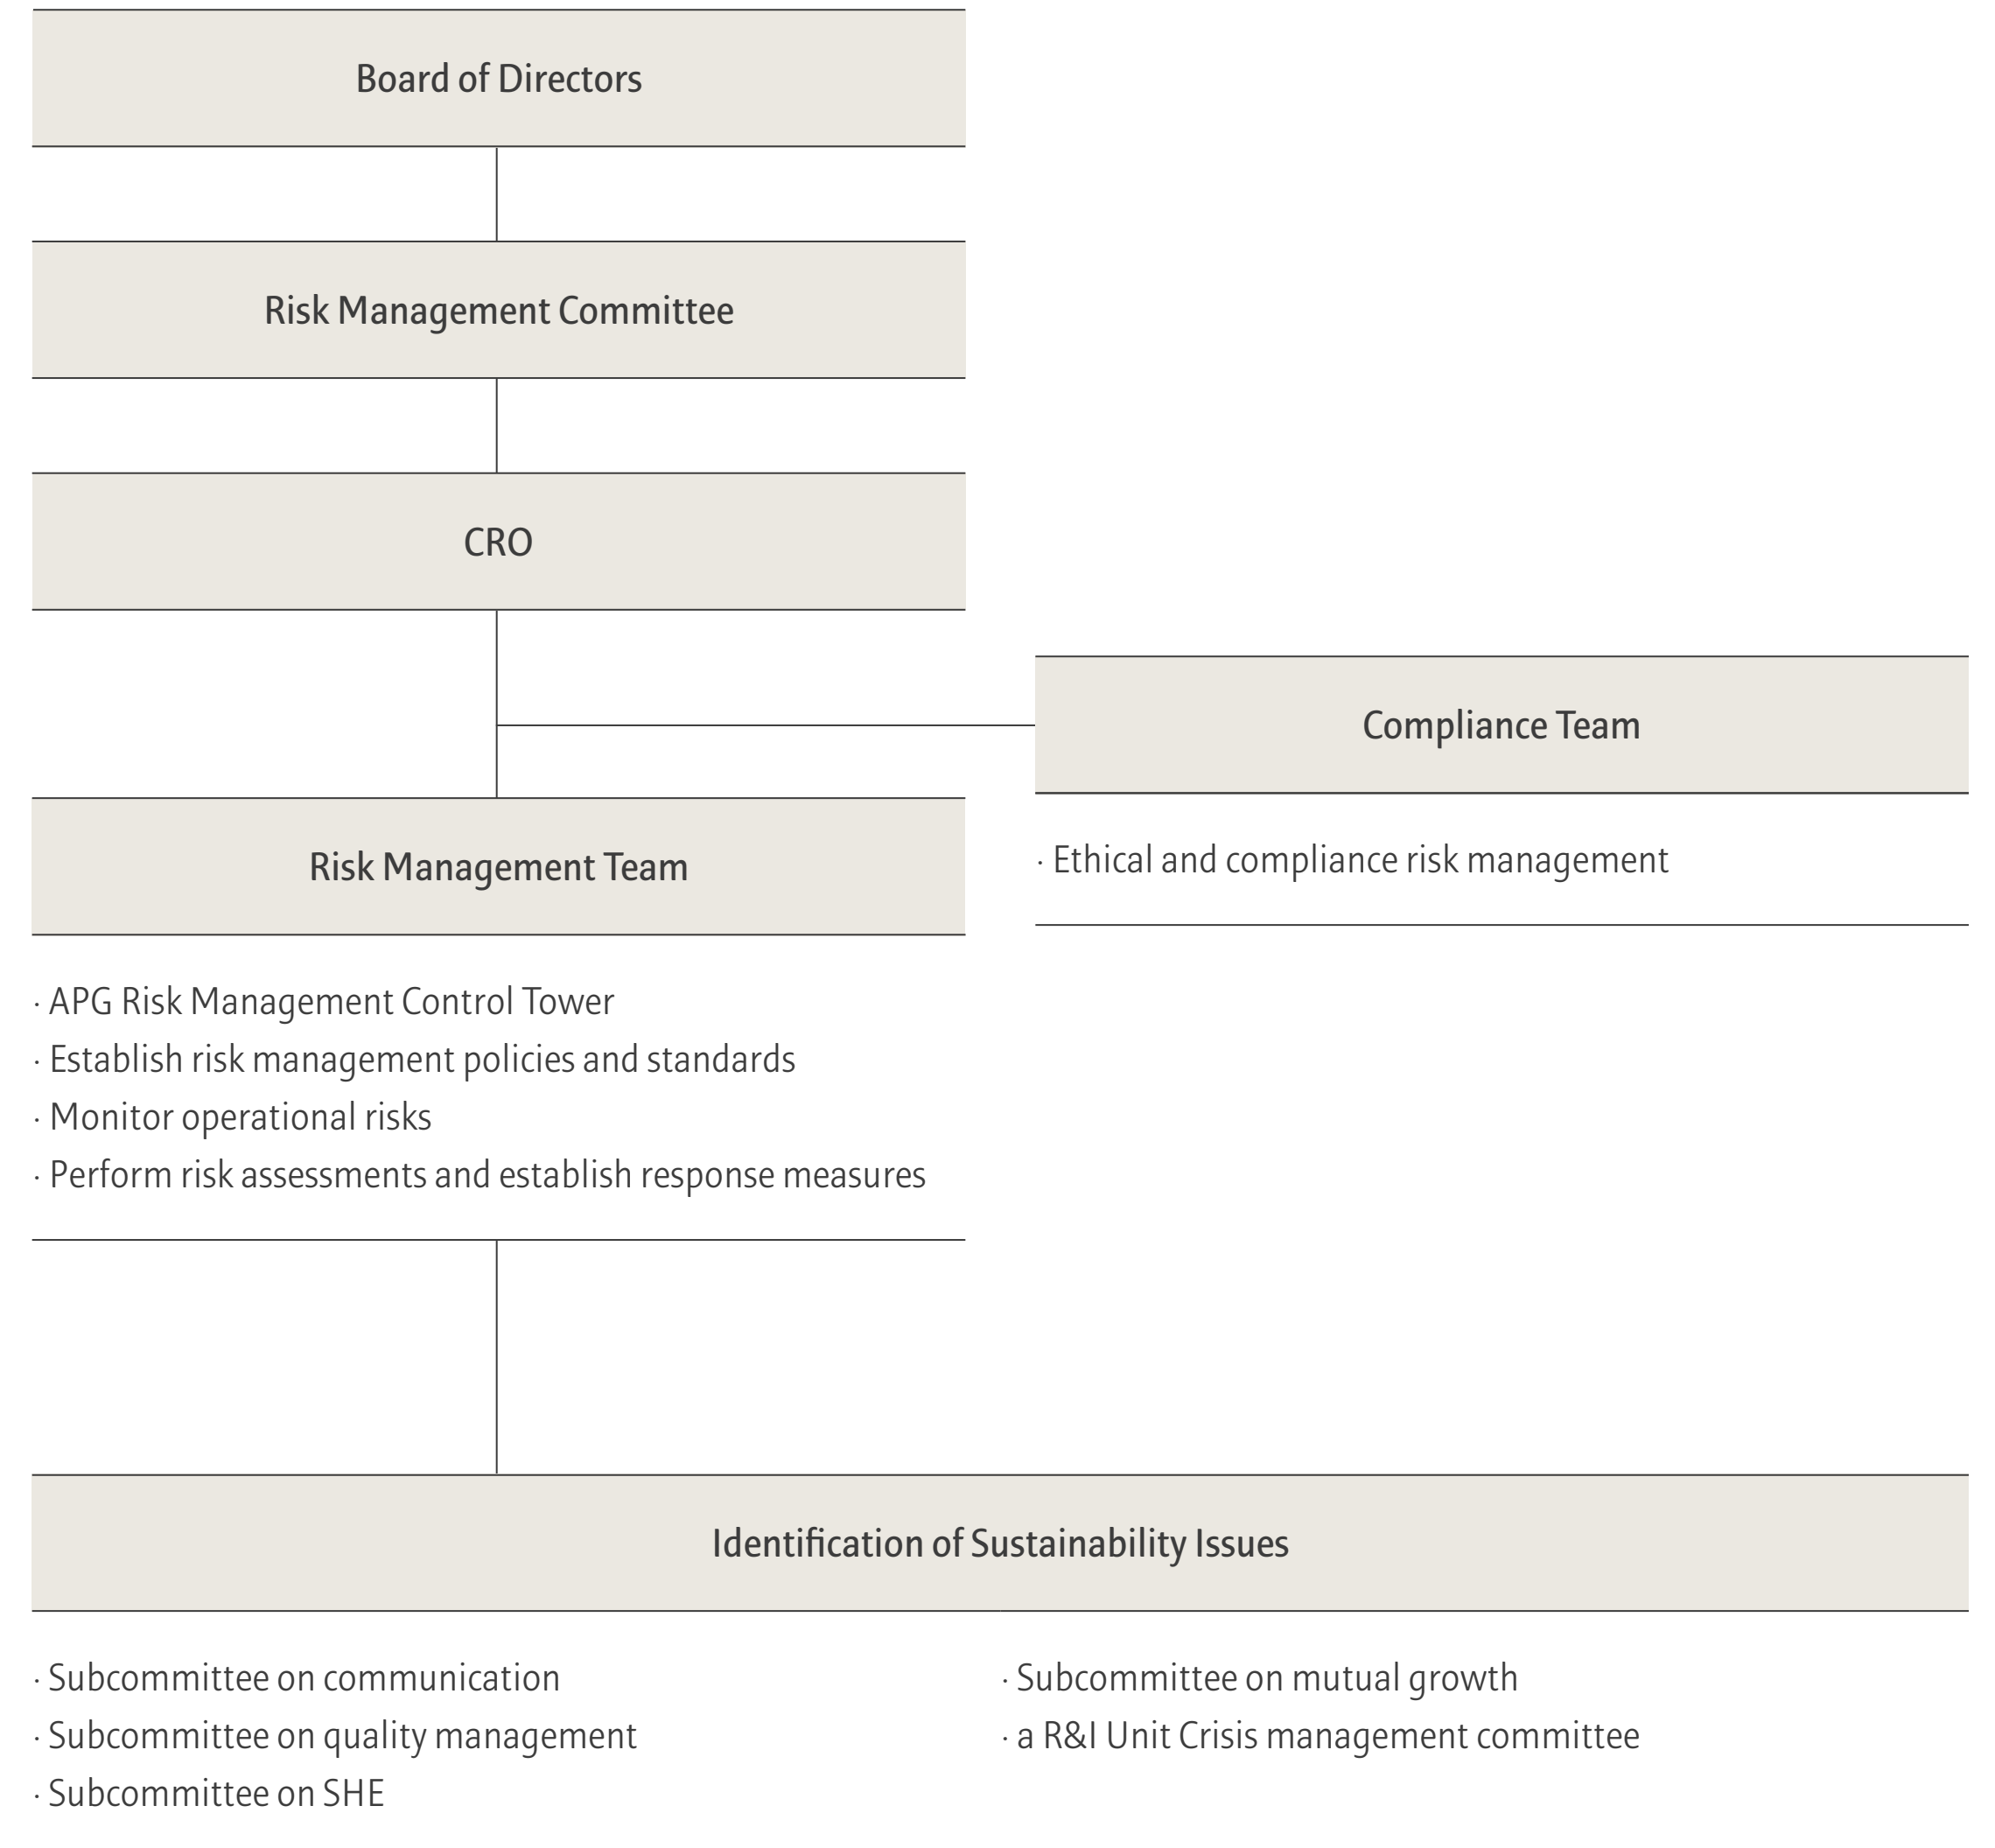 Board of Directors
Risk Management Committee
CRO
Compliance Team
· Ethical and compliance risk management
Risk Management Team
· APG Risk Management Control Tower
· Establish risk management policies and standards
· Monitor operational risks
· Perform risk assessments and establish response measures
Identification of Sustainability Issues
· Subcommittee on communication
· Subcommittee on quality management
· Subcommittee on SHE
· Subcommittee on mutual growth
· a R&I Unit Crisis management committee